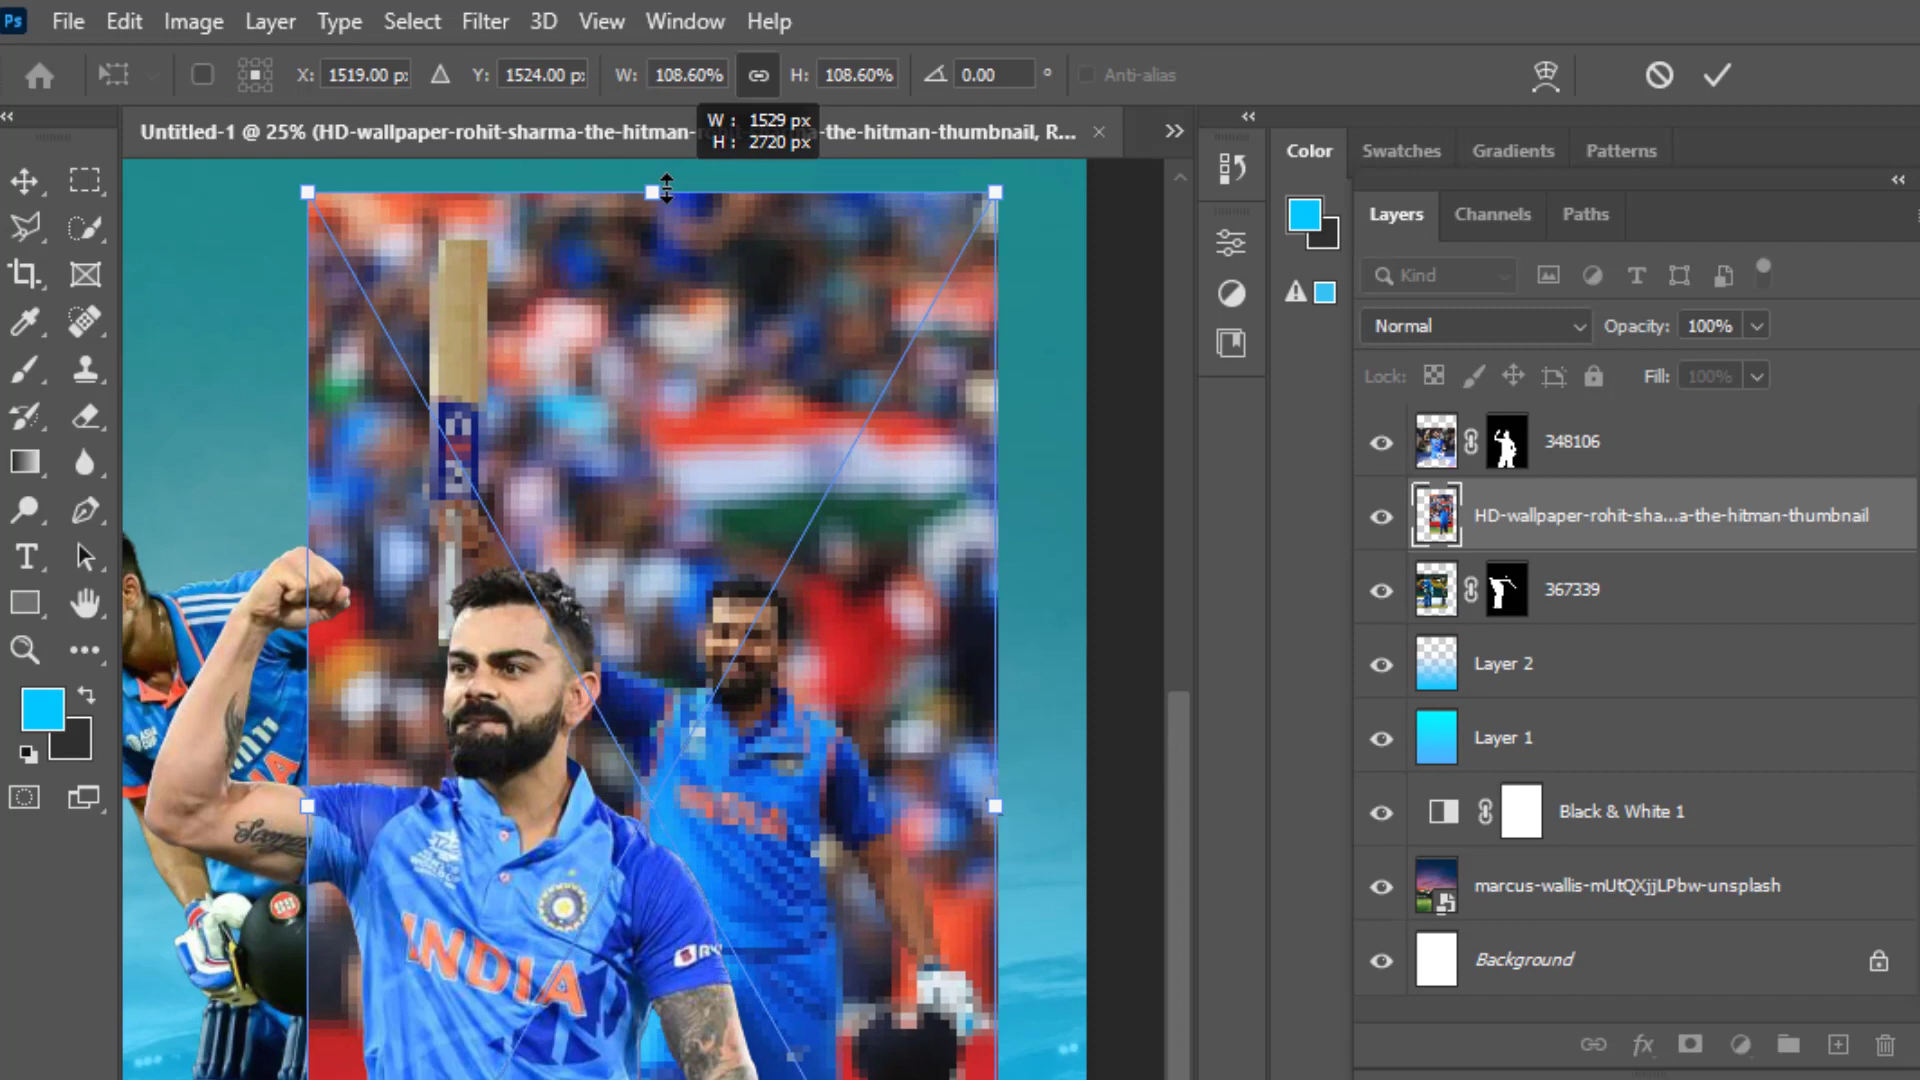 Ps File Edit Image Layer Type Select Filter 3D View Window Help
X: 1519.00 p Y: 1524.00 p W: 108.60% H: 108.60% 0.00 ° Anti-alias
Untitled-1 @ 25% (HD-wallpaper-rohit-sharma-the-hitman- a-the-hitman-thumbnail, R...
W : 1529 px
H : 2720 px
Color Swatches Gradients Patterns
Layers Channels Paths
Kind
Normal Opacity: 100%
Lock: Fill: 100%
348106
HD-wallpaper-rohit-sha...a-the-hitman-thumbnail
367339
Layer 2
Layer 1
Black & White 1
marcus-wallis-mUtQXjjLPbw-unsplash
Background
fx
INDIA
ASIA
CUP
INDIA